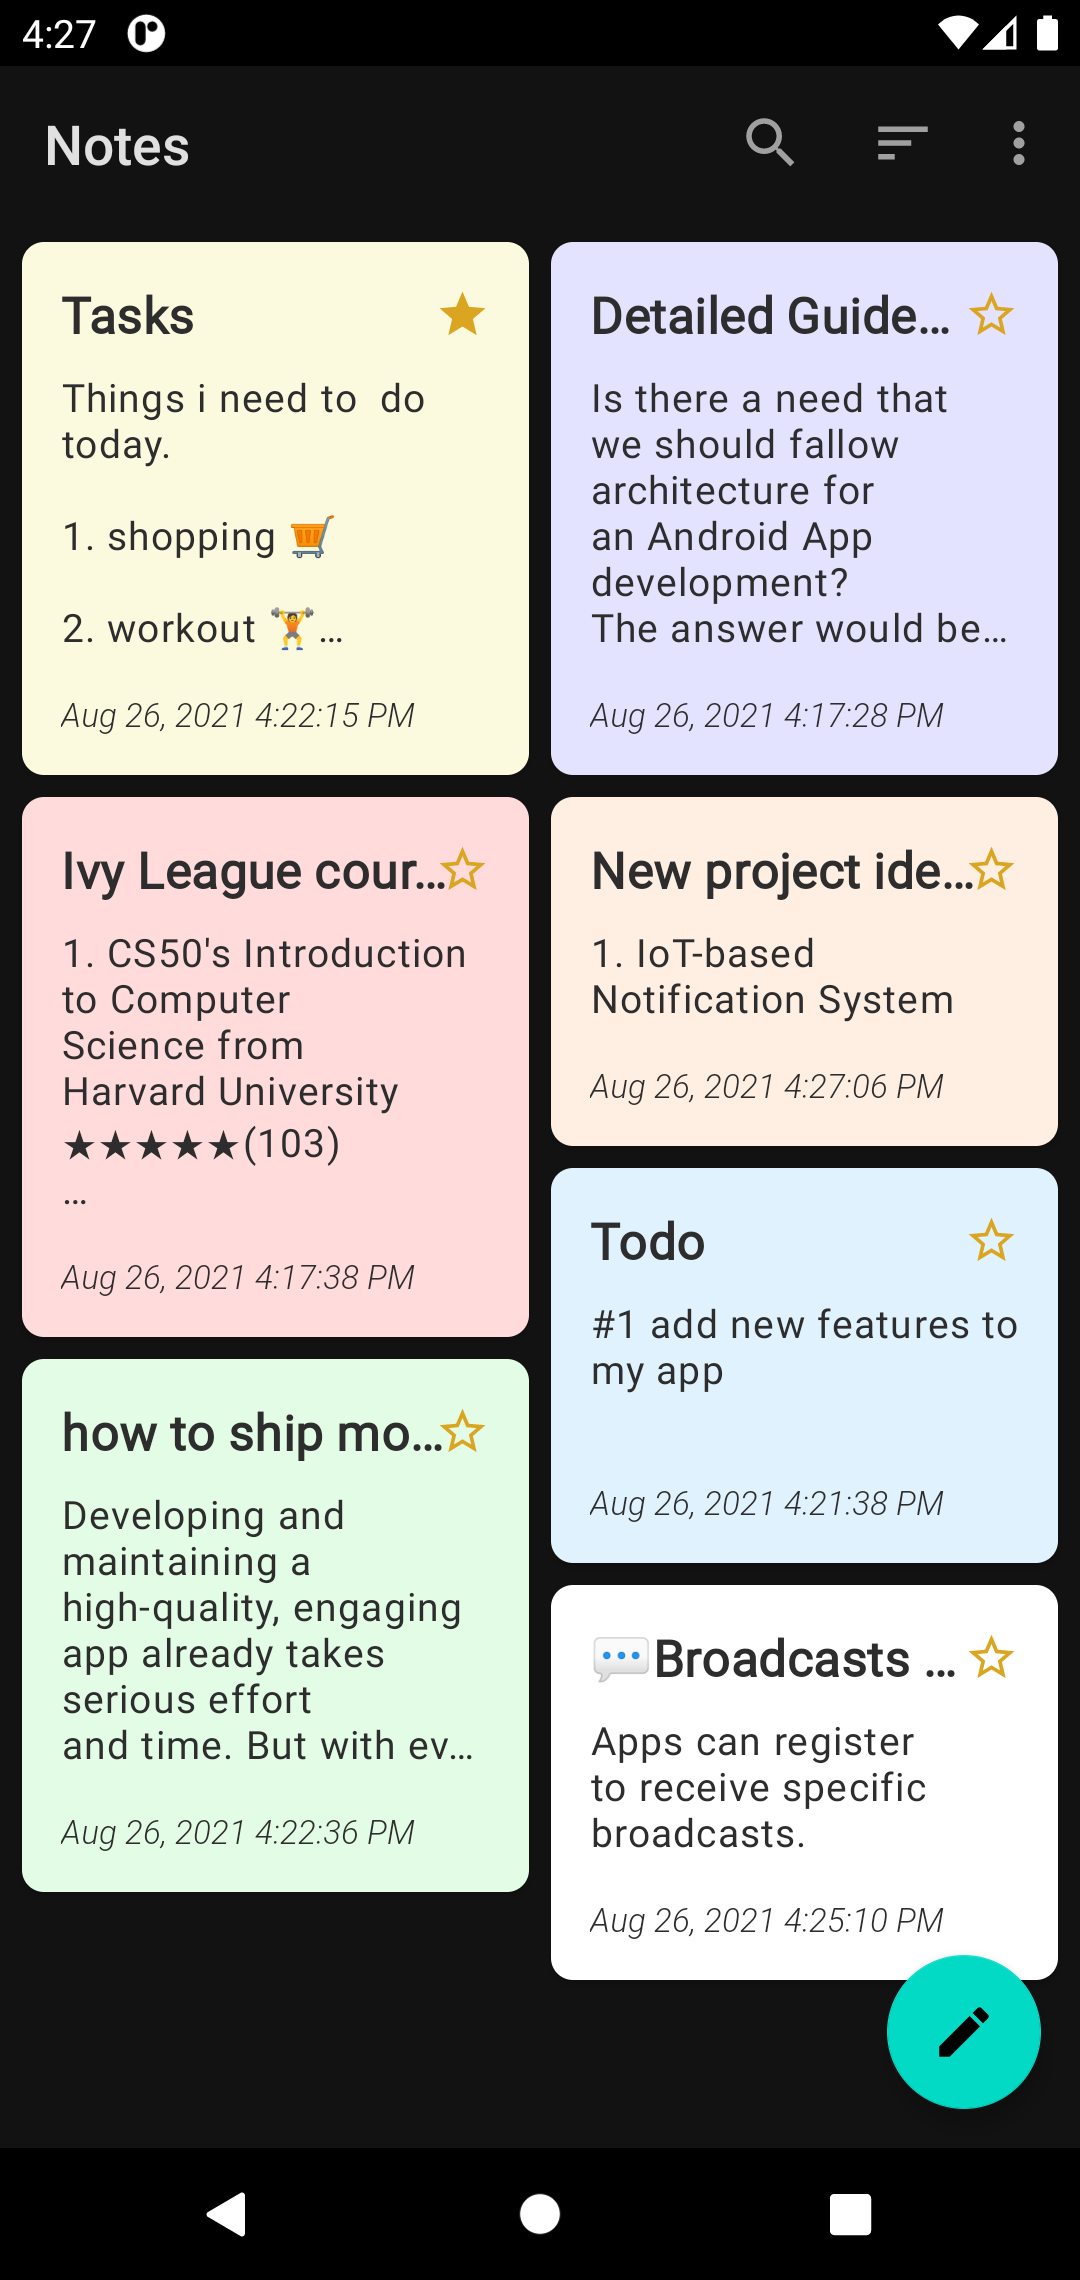 4:27
Notes
Tasks
Things i need to  do
today.
1. shopping 🛒
2. workout 🏋…
Aug 26, 2021 4:22:15 PM
Detailed Guide...
Is there a need that
we should fallow
architecture for
an Android App
development?
The answer would be…
Aug 26, 2021 4:17:28 PM
Ivy League cour...
1. CS50's Introduction
to Computer
Science from
Harvard University
★★★★★(103)
…
Aug 26, 2021 4:17:38 PM
New project ide...
1. IoT-based
Notification System
Aug 26, 2021 4:27:06 PM
Todo
#1 add new features to
my app
Aug 26, 2021 4:21:38 PM
how to ship mo...
Developing and
maintaining a
high-quality, engaging
app already takes
serious effort
and time. But with ev…
Aug 26, 2021 4:22:36 PM
💬Broadcasts ...
Apps can register
to receive specific
broadcasts.
Aug 26, 2021 4:25:10 PM